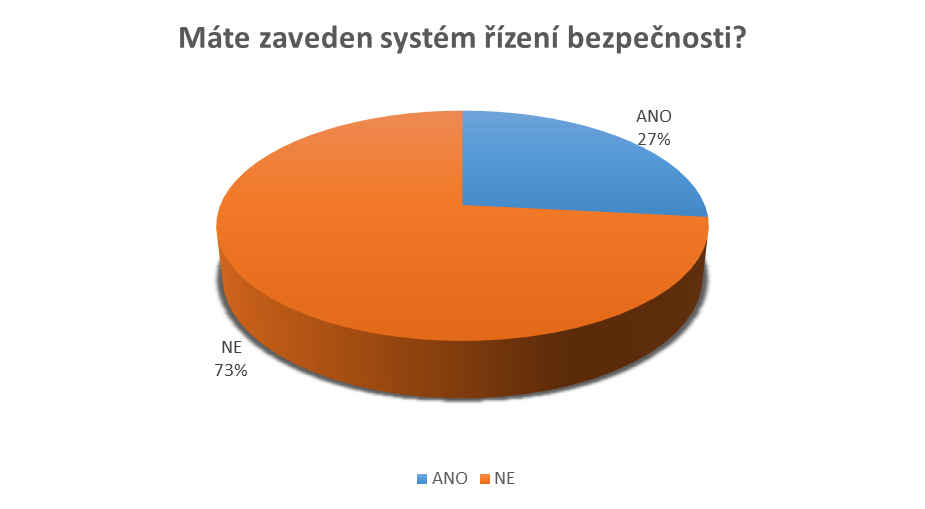 Máte zaveden systém řízení bezpečnosti?
ANO
27%
NE
73%
ANO NE